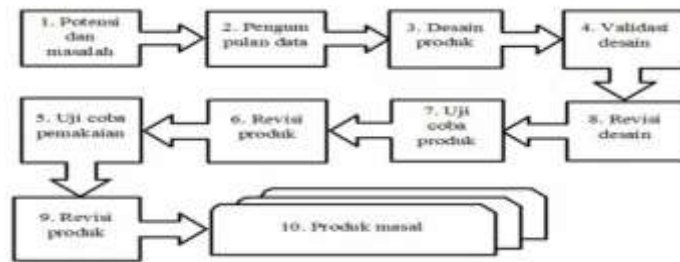 1. Potensi
dan
masalah
2. Pengum
pulan data
3. Desain
produk
4. Validasi
desain
5. Uji coba
pemakaian
6. Revisi
produk
7. Uji
coba
produk
8. Revisi
desain
9. Revisi
produk
10. Produk masal